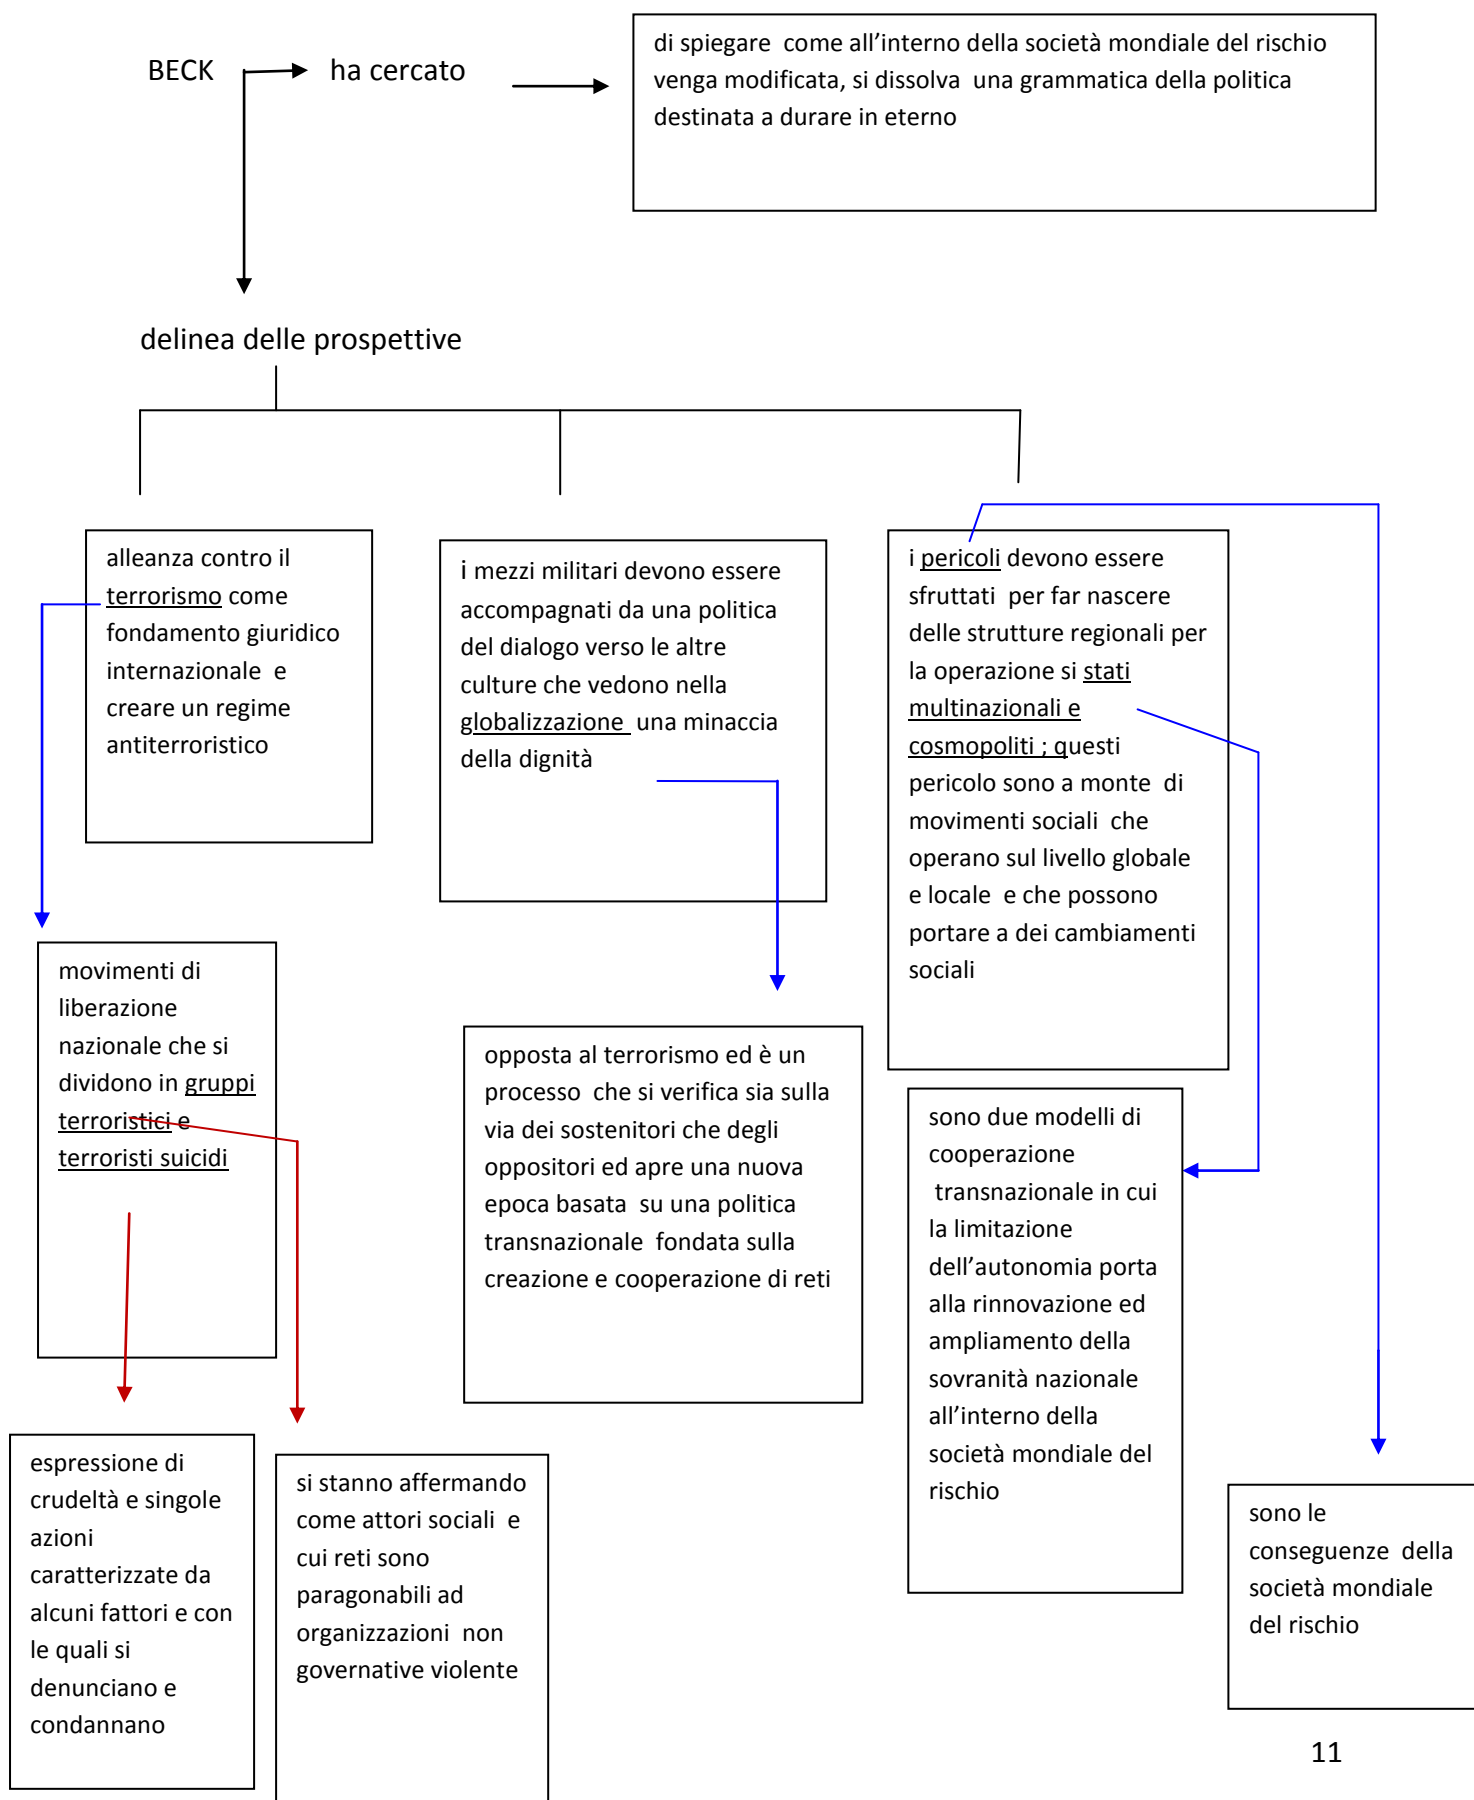 BECK
ha cercato
di spiegare  come all’interno della società mondiale del rischio
venga modificata, si dissolva  una grammatica della politica
destinata a durare in eterno
delinea delle prospettive
alleanza contro il
terrorismo come
fondamento giuridico
internazionale  e
creare un regime
antiterroristico
i mezzi militari devono essere
accompagnati da una politica
del dialogo verso le altre
culture che vedono nella
globalizzazione  una minaccia
della dignità
i pericoli devono essere
sfruttati  per far nascere
delle strutture regionali per
la operazione si stati
multinazionali e
cosmopoliti ; questi
pericolo sono a monte  di
movimenti sociali  che
operano sul livello globale
e locale  e che possono
portare a dei cambiamenti
sociali
movimenti di
liberazione
nazionale che si
dividono in gruppi
terroristici e
terroristi suicidi
opposta al terrorismo ed è un
processo  che si verifica sia sulla
via dei sostenitori che degli
oppositori ed apre una nuova
epoca basata  su una politica
transnazionale  fondata sulla
creazione e cooperazione di reti
sono due modelli di
cooperazione
transnazionale in cui
la limitazione
dell’autonomia porta
alla rinnovazione ed
ampliamento della
sovranità nazionale
all’interno della
società mondiale del
rischio
espressione di
crudeltà e singole
azioni
caratterizzate da
alcuni fattori e con
le quali si
denunciano e
condannano
si stanno affermando
come attori sociali  e
cui reti sono
paragonabili ad
organizzazioni  non
governative violente
sono le
conseguenze  della
società mondiale
del rischio
11